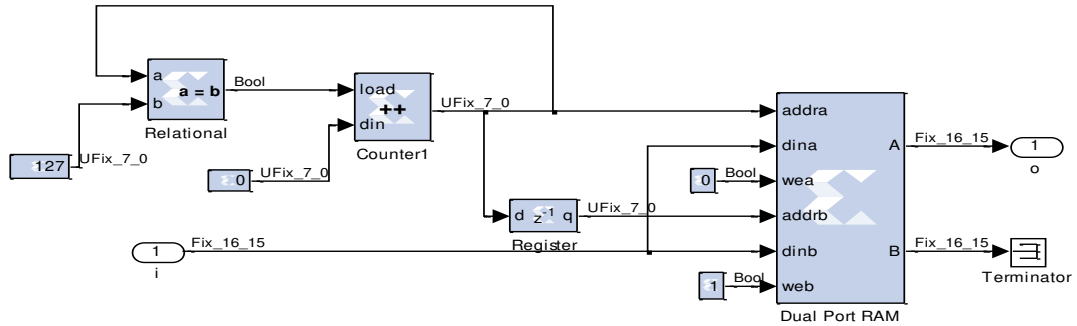 a
b
a = b
Bool
Relational
127
UFix_7_0
load
din
++
Counter1
UFix_7_0
0
UFix_7_0
d z-1 q
UFix_7_0
Register
1
i
Fix_16_15
0
Bool
1
Bool
addra
dina
wea
addrb
dinb
web
A
B
Dual Port RAM
Fix_16_15
1
o
Fix_16_15
Terminator